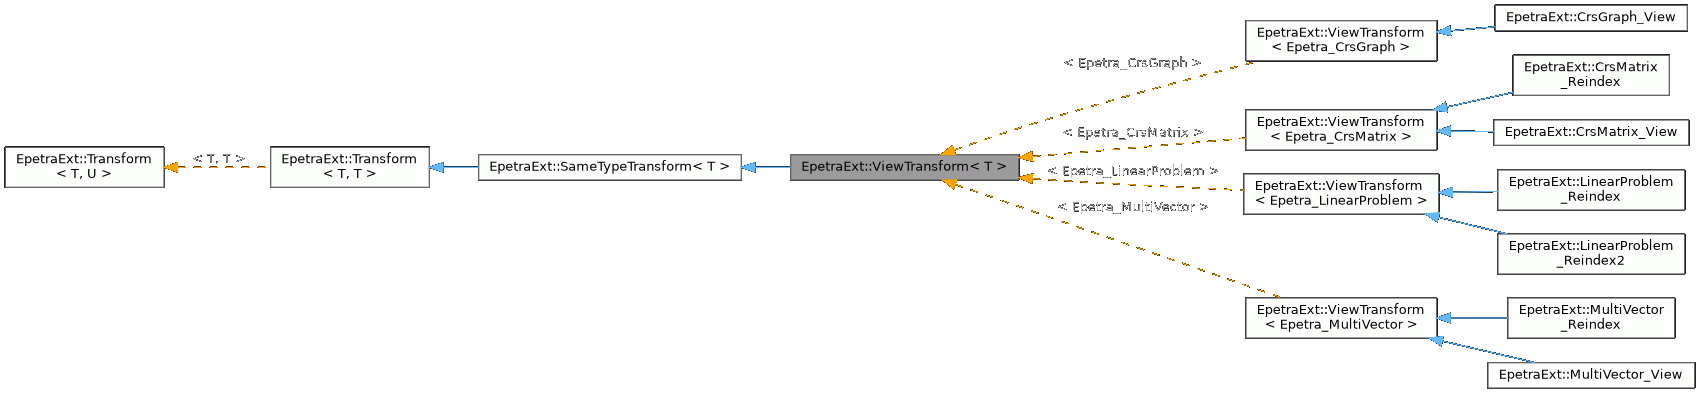 EpetraExt::Transform
< T, U >
< T, T >
EpetraExt::Transform
< T, T >
EpetraExt::SameTypeTransform< T >
EpetraExt::ViewTransform< T >
< Epetra_CrsGraph >
< Epetra_CrsMatrix >
< Epetra_LinearProblem >
< Epetra_MultiVector >
EpetraExt::ViewTransform
< Epetra_CrsGraph >
EpetraExt::ViewTransform
< Epetra_CrsMatrix >
EpetraExt::ViewTransform
< Epetra_LinearProblem >
EpetraExt::ViewTransform
< Epetra_MultiVector >
EpetraExt::CrsGraph_View
EpetraExt::CrsMatrix
_Reindex
EpetraExt::CrsMatrix_View
EpetraExt::LinearProblem
_Reindex
EpetraExt::LinearProblem
_Reindex2
EpetraExt::MultiVector
_Reindex
EpetraExt::MultiVector_View